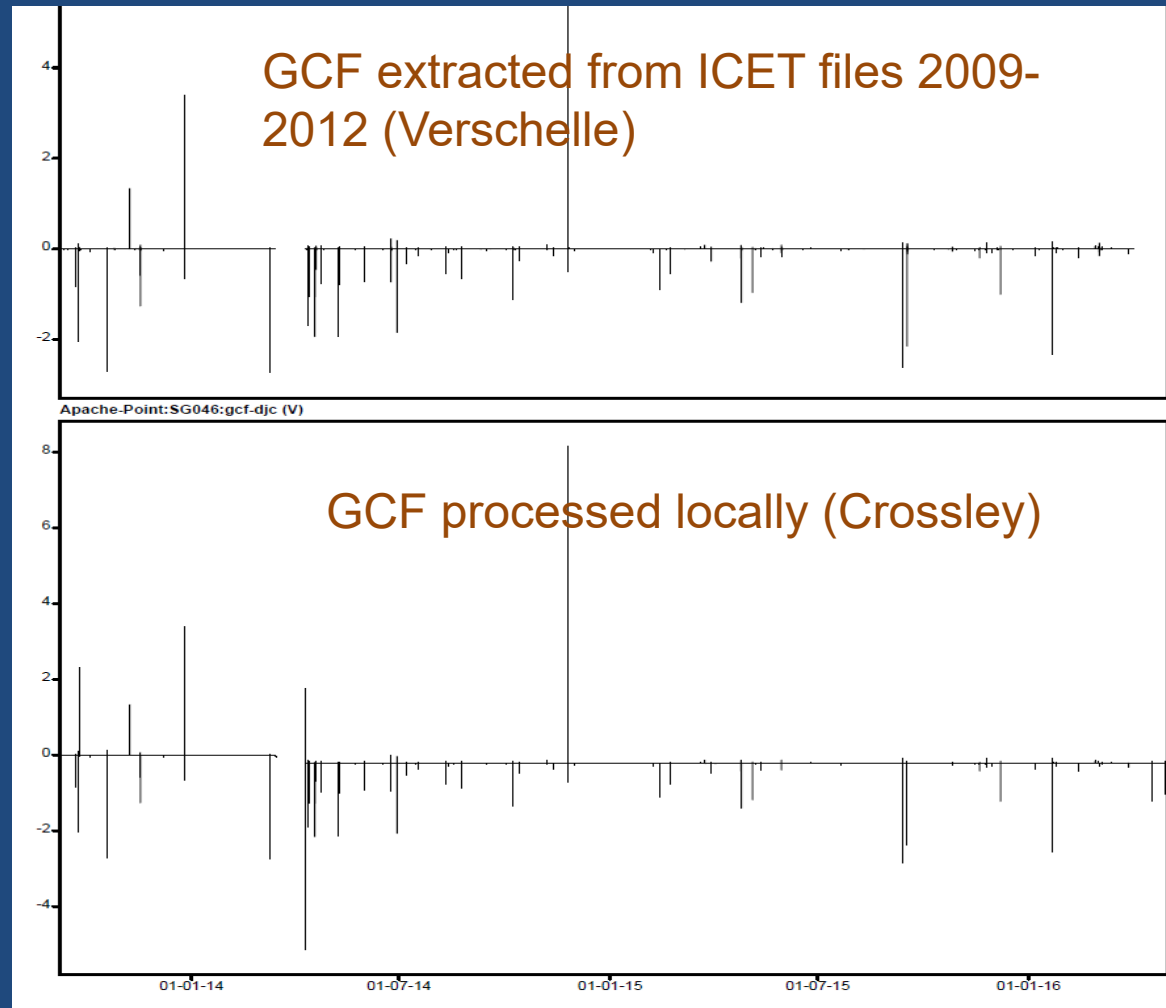 4
GCF extracted from ICET files 2009-
2012 (Verschelle)
2
0
-2
Apache-Point:SG046:gcf-djc (V)
8
GCF processed locally (Crossley)
6
4
2
0
-2
-4
01-01-14 01-07-14 01-01-15 01-07-15 01-01-16